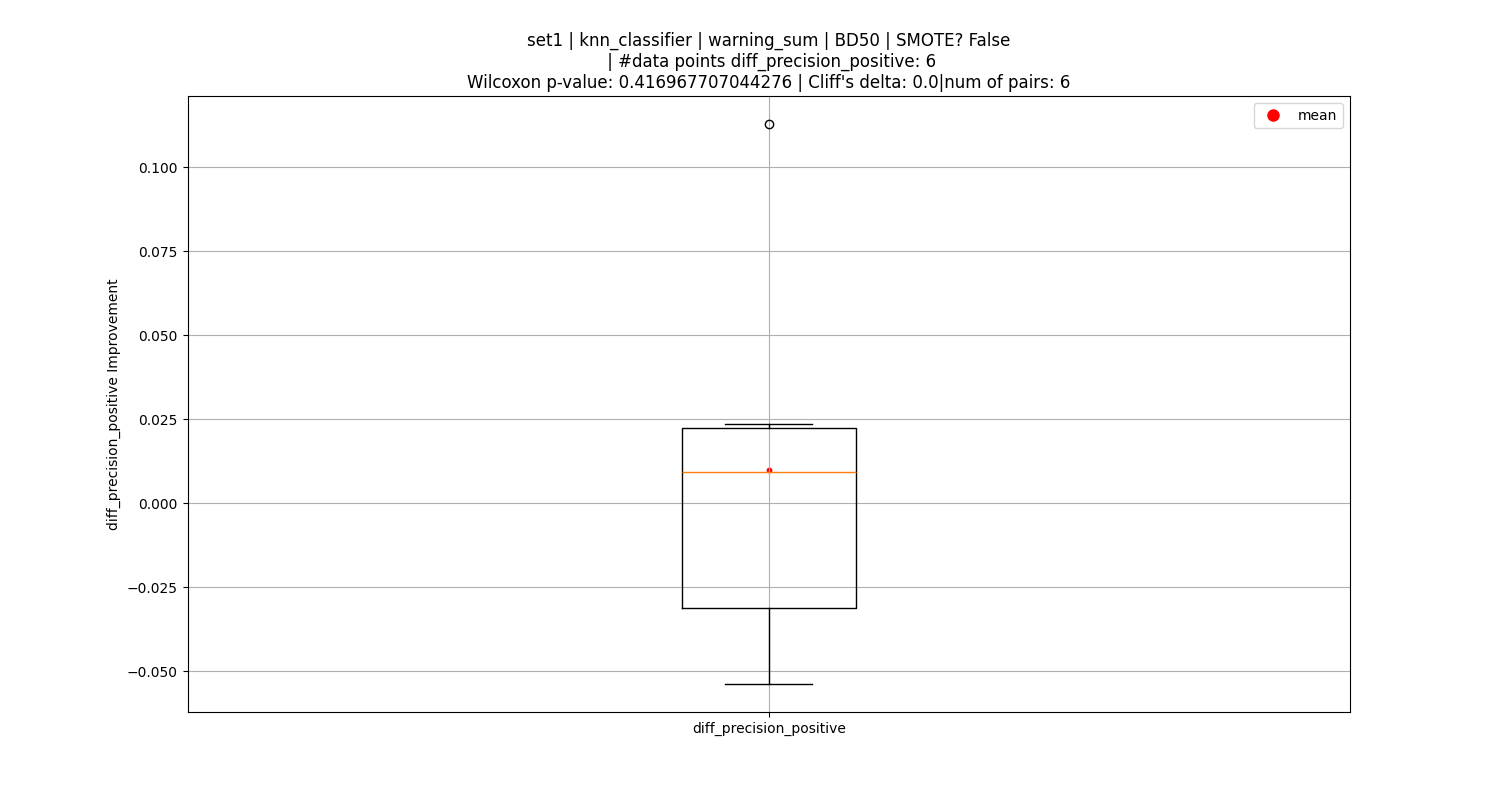 set1 | knn_classifier | warning_sum | BD50 | SMOTE? False
| #data points diff_precision_positive: 6
Wilcoxon p-value: 0.416967707044276 | Cliff's delta: 0.0|num of pairs: 6
mean
0.100
0.075
0.050
0.025
0.000
−0.025
−0.050
diff_precision_positive Improvement
diff_precision_positive